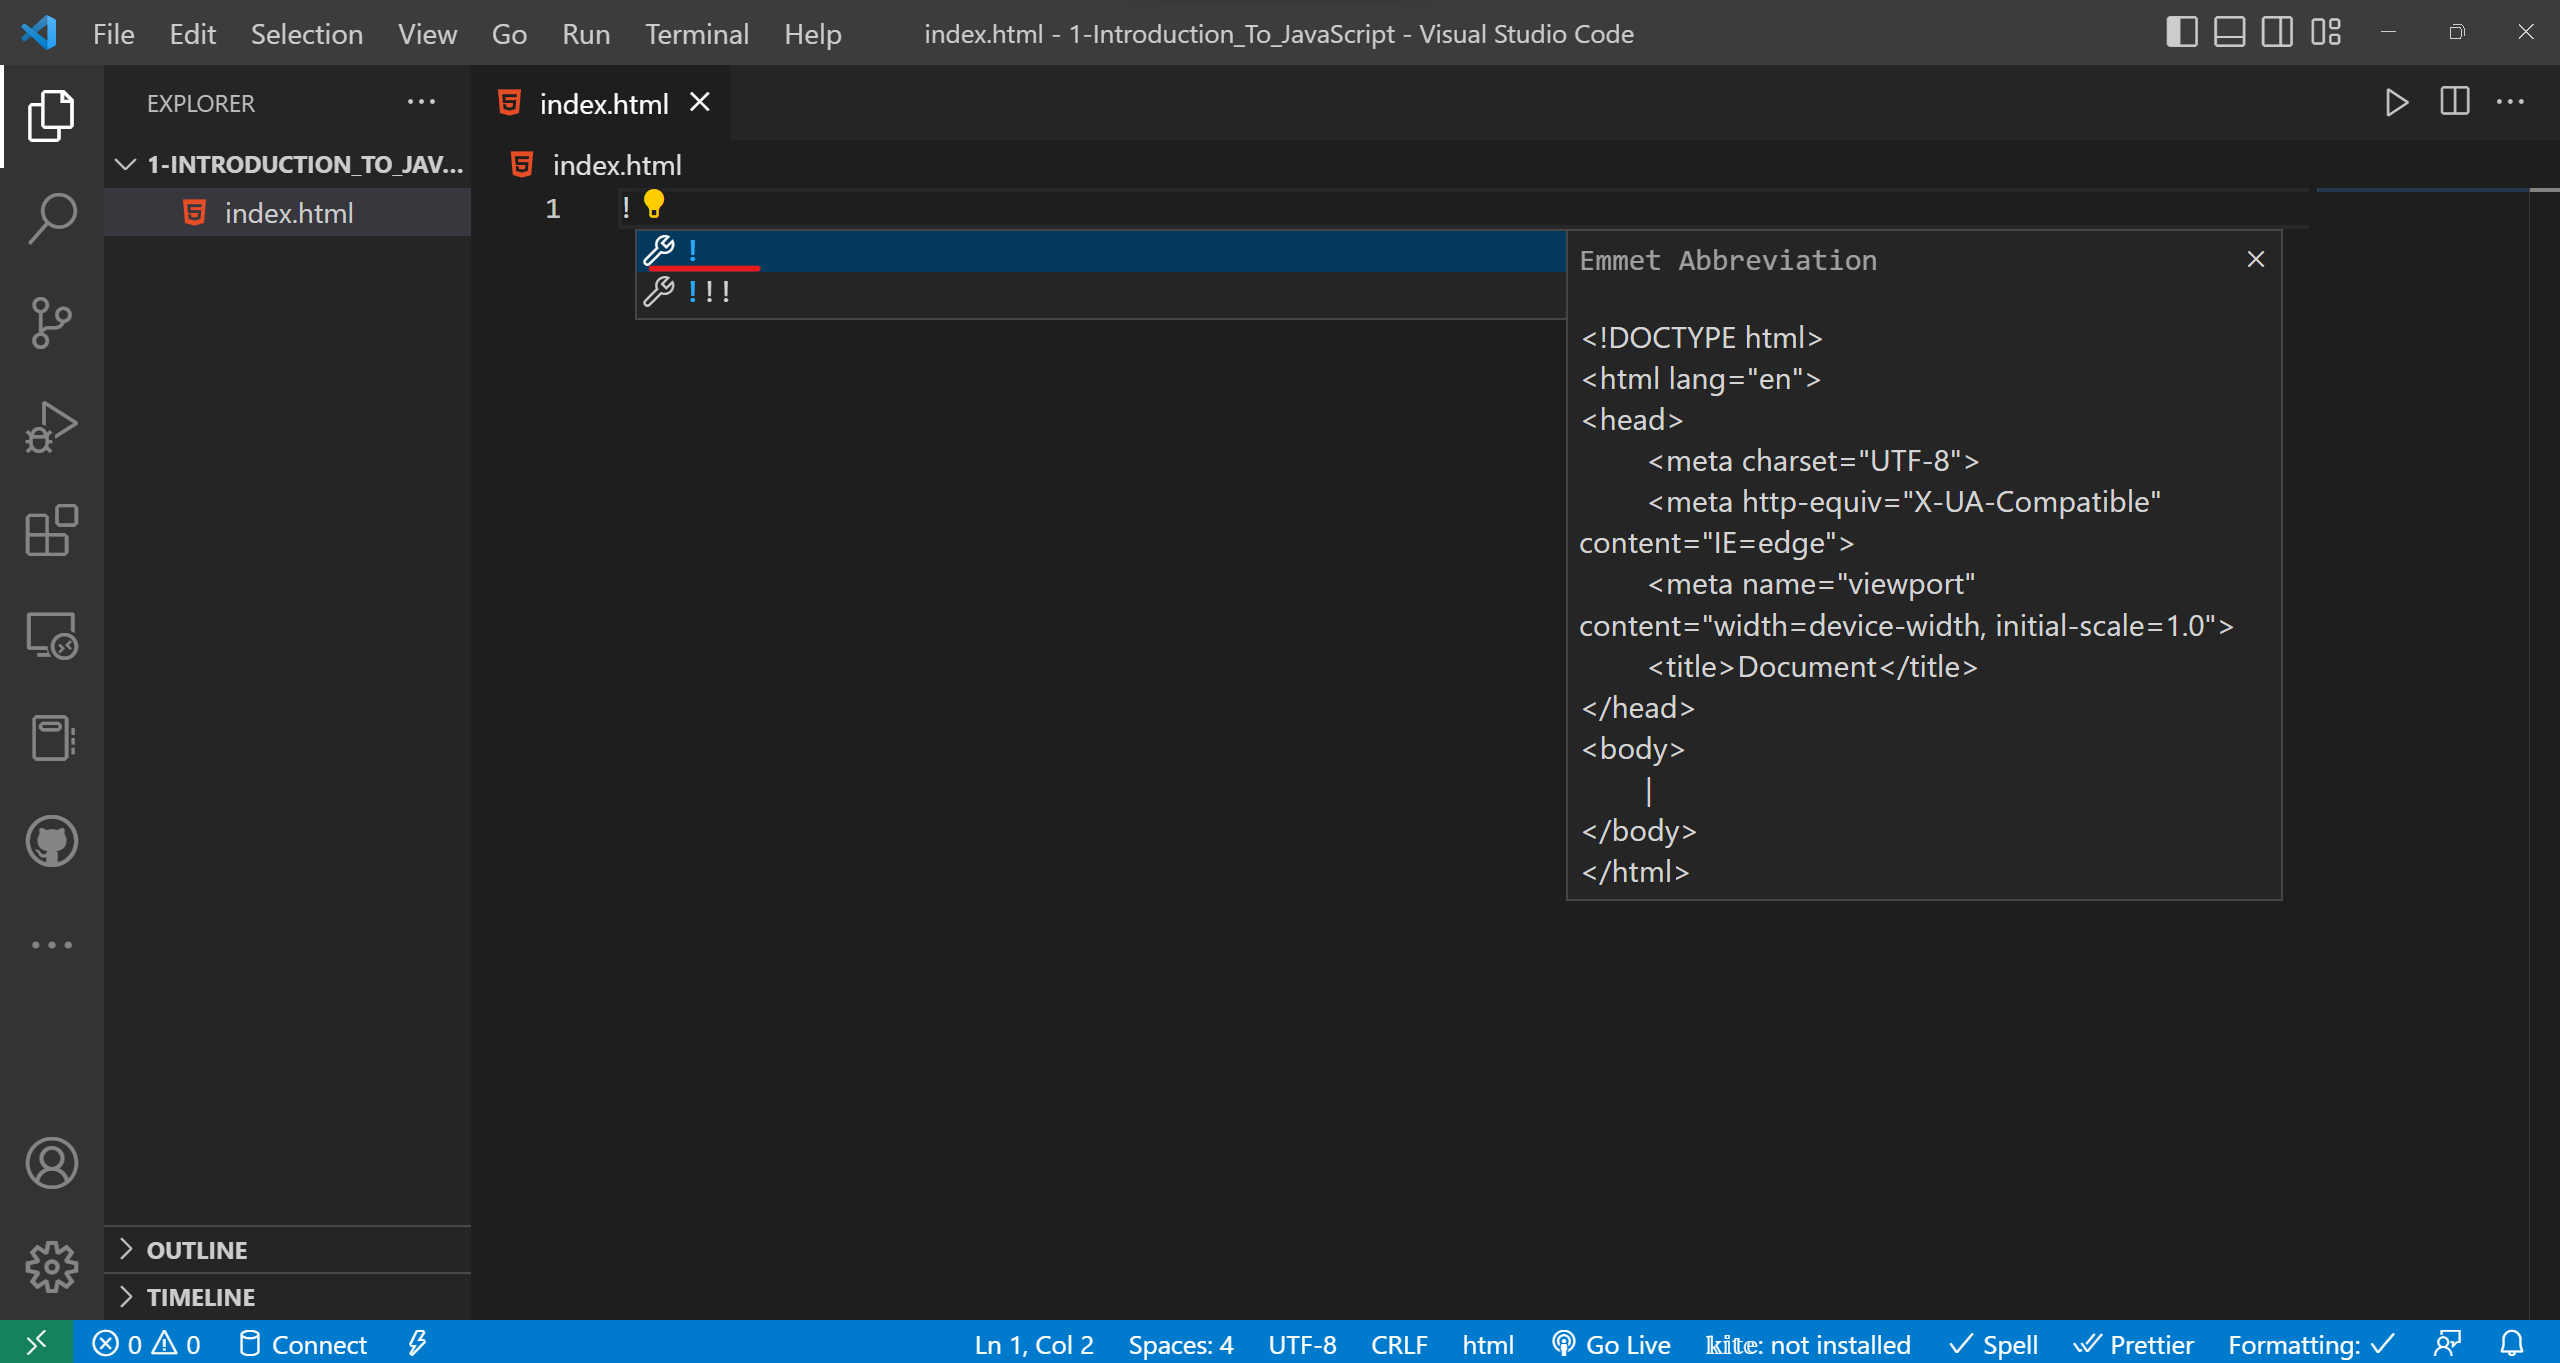 File Edit Selection View Go Run Terminal Help index.html - 1-Introduction_To_JavaScript - Visual Studio Code
EXPLORER
1-INTRODUCTION_TO_JAV...
index.html
index.html
index.html
1 !
!
!!!
Emmet Abbreviation
<!DOCTYPE html>
<html lang="en">
<head>
<meta charset="UTF-8">
<meta http-equiv="X-UA-Compatible"
content="IE=edge">
<meta name="viewport"
content="width=device-width, initial-scale=1.0">
<title>Document</title>
</head>
<body>
|
</body>
</html>
OUTLINE
TIMELINE
0 0 Connect Ln 1, Col 2 Spaces: 4 UTF-8 CRLF html Go Live kite: not installed Spell Prettier Formatting: